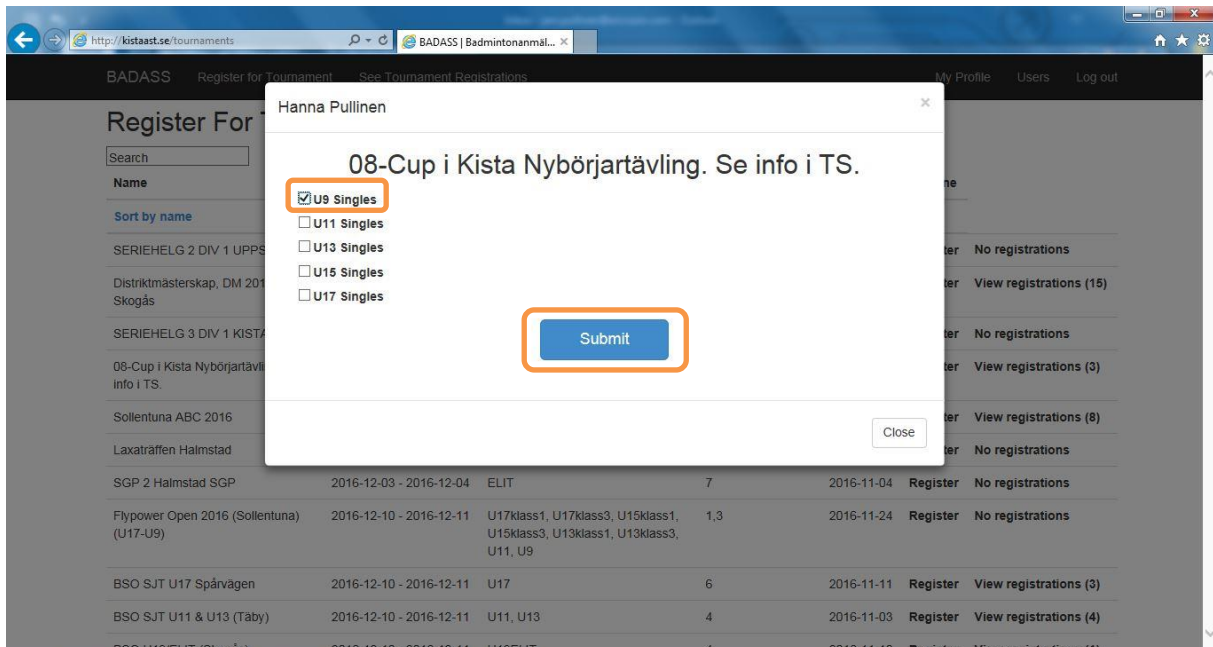 http://kistaast.se/tournaments
BADASS | Badmintonanmäl...
BADASS Register for Tournament See Tournament Registrations My Profile Users Log out
Hanna Pullinen ×
Register For
Search
Name
Sort by name
08-Cup i Kista Nybörjartävling. Se info i TS.
U9 Singles
U11 Singles
U13 Singles
U15 Singles
U17 Singles
Submit
Close
SERIEHELG 2 DIV 1 UPPS No registrations
Distriktmästerskap, DM 201 View registrations (15)
Skogås
SERIEHELG 3 DIV 1 KISTA No registrations
08-Cup i Kista Nybörjartävli View registrations (3)
info i TS.
Sollentuna ABC 2016 View registrations (8)
Laxaträffen Halmstad No registrations
SGP 2 Halmstad SGP 2016-12-03 - 2016-12-04 ELIT 7 2016-11-04 Register No registrations
Flypower Open 2016 (Sollentuna) 2016-12-10 - 2016-12-11 U17klass1, U17klass3, U15klass1, 1,3 2016-11-24 Register No registrations
(U17-U9) U15klass3, U13klass1, U13klass3,
U11, U9
BSO SJT U17 Spårvägen 2016-12-10 - 2016-12-11 U17 6 2016-11-11 Register View registrations (3)
BSO SJT U11 & U13 (Täby) 2016-12-10 - 2016-12-11 U11, U13 4 2016-11-03 Register View registrations (4)